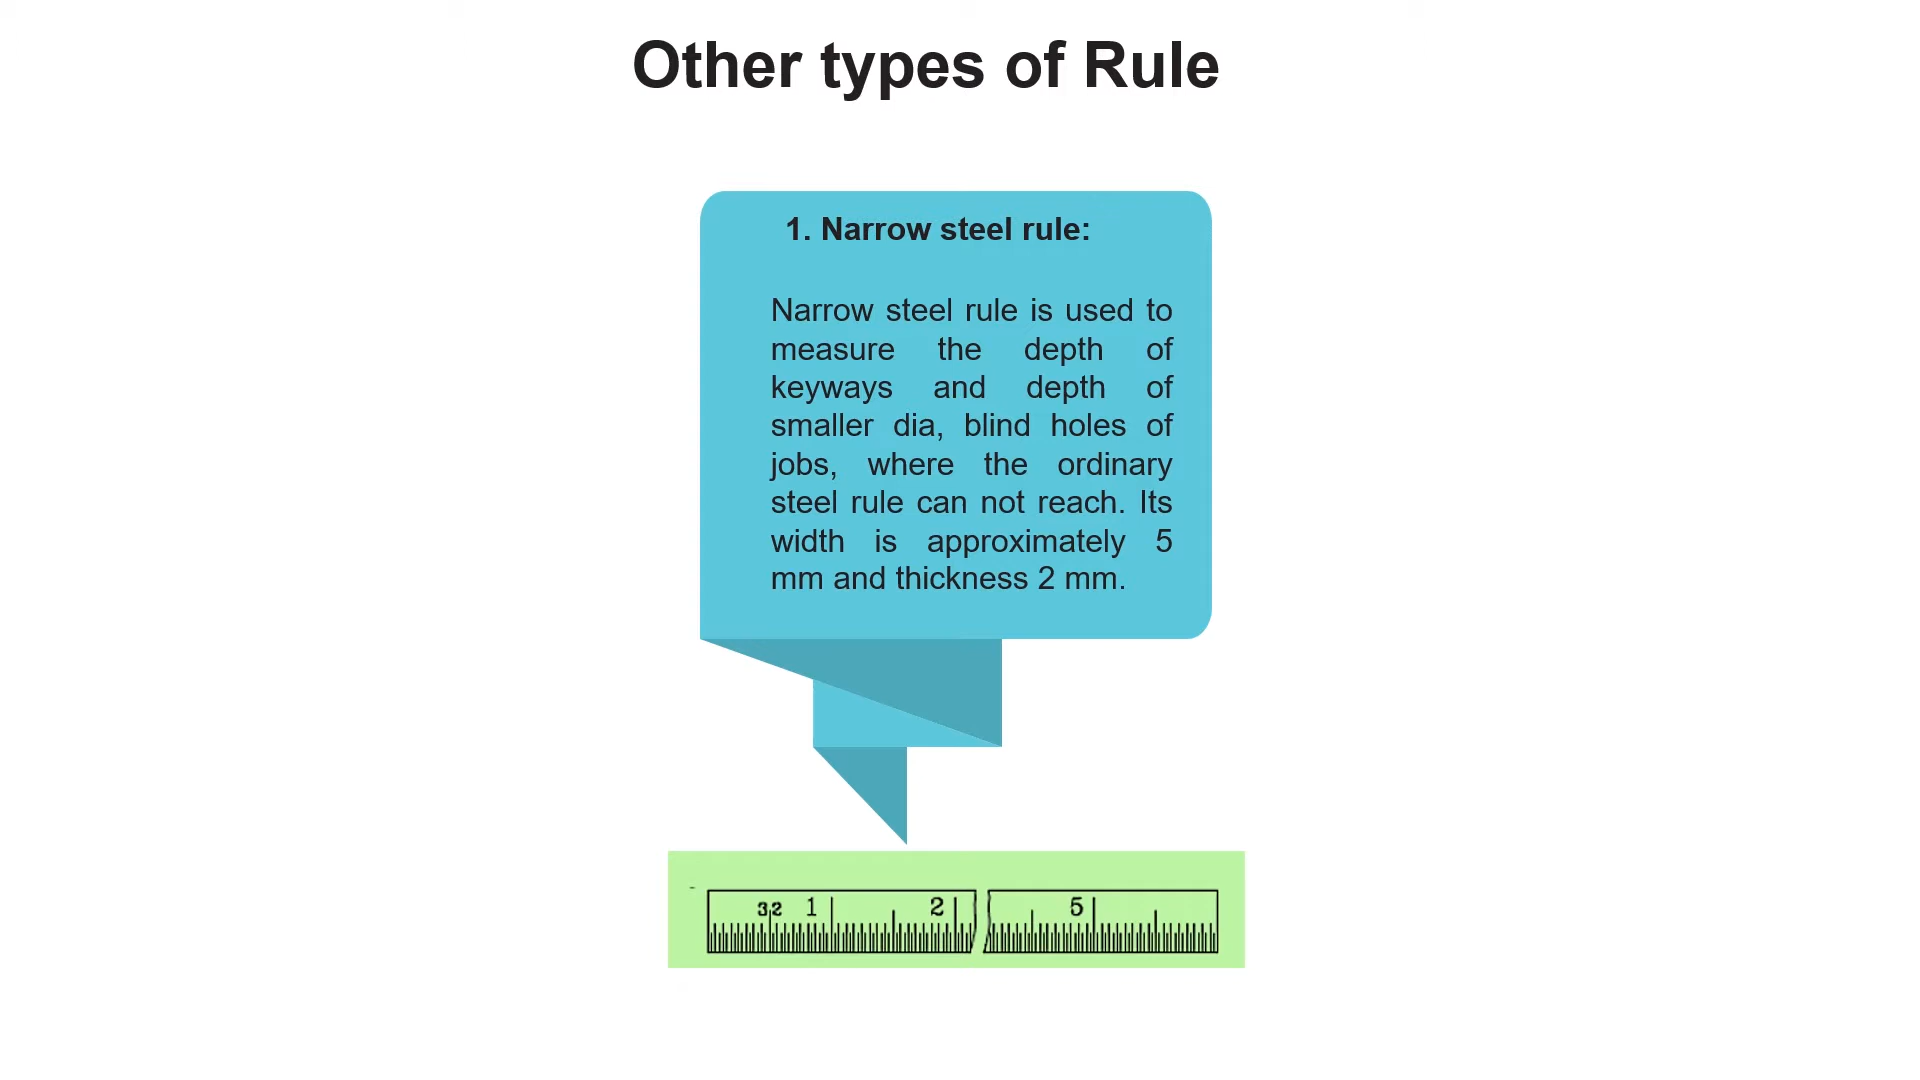 Other types of Rule
1. Narrow steel rule:
Narrow steel rule is used to
measure the depth of
keyways and depth of
smaller dia, blind holes of
jobs, where the ordinary
steel rule can not reach. Its
width is approximately 5
mm and thickness 2 mm.
32 1 2 5